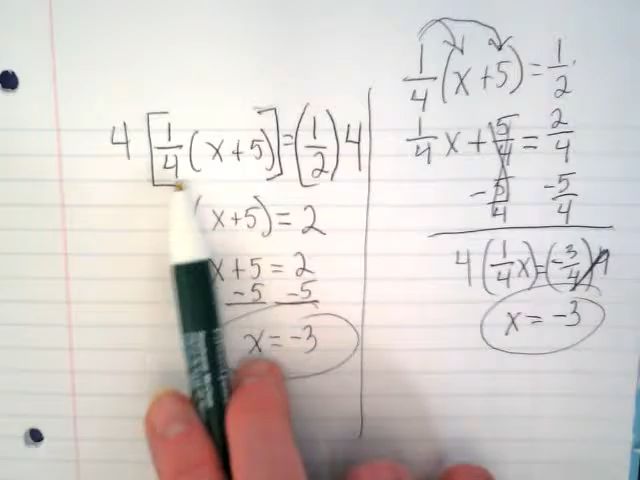 4 [1/4 (x+5)] = (1/2) 4
(x+5) = 2
x+5 = 2
-5 -5
x = -3
1/4 (x+5) = 1/2
1/4 x + 5/4 = 2/4
-5/4 -5/4
4 (1/4 x) = (-3/4) 4
x = -3